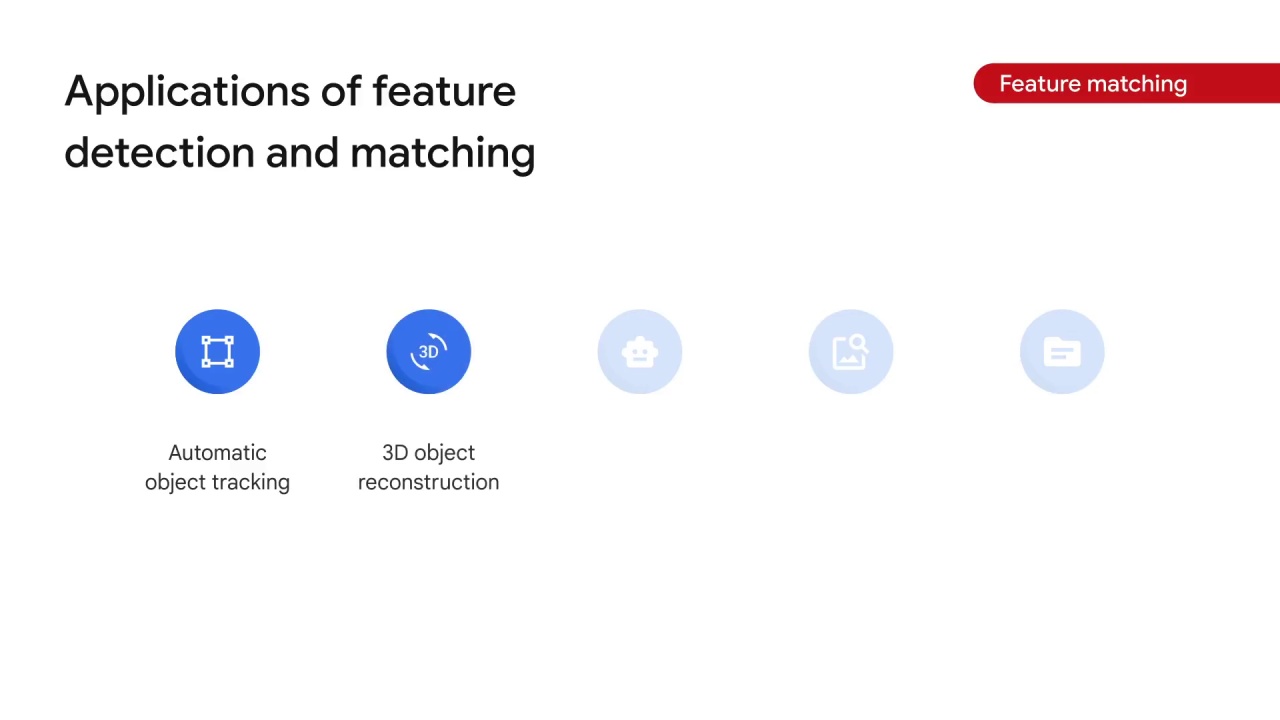 Applications of feature
detection and matching
Feature matching
3D
Automatic
object tracking
3D object
reconstruction